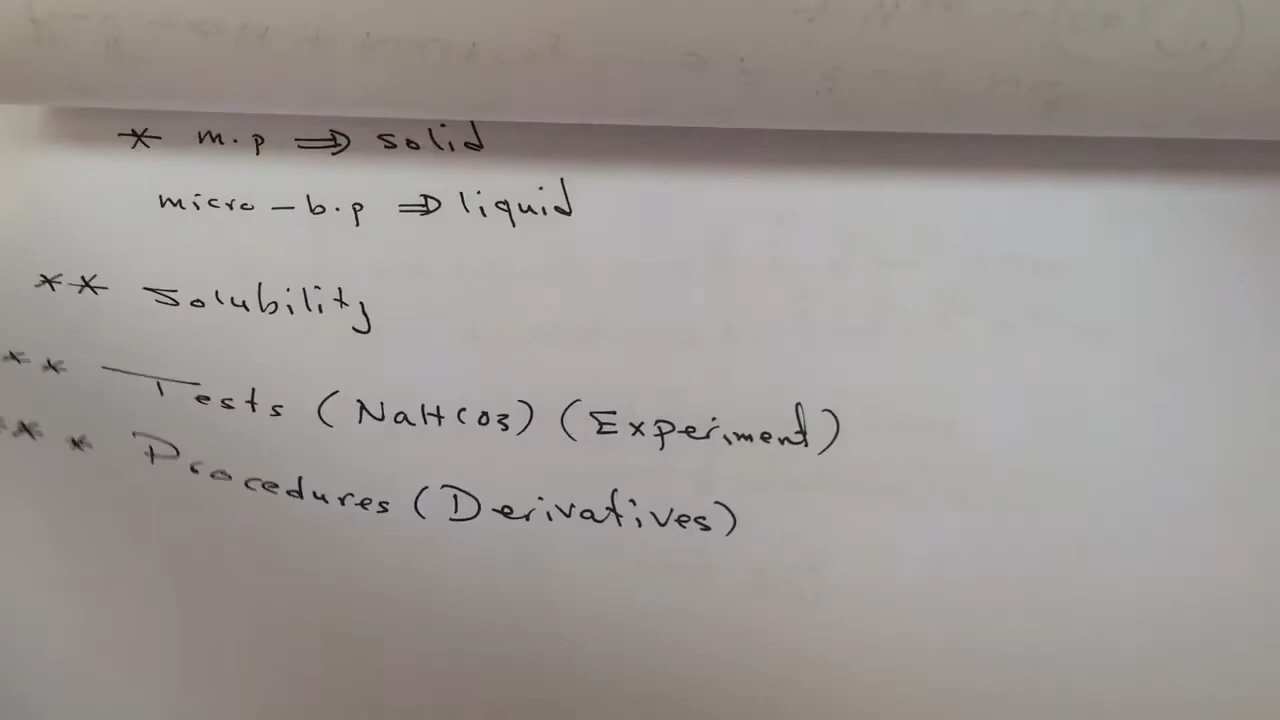 * m.p ⇒ solid
micro-b.p ⇒ liquid
** Solubility
** Tests (NaHCO3) (Experiment)
** Procedures (Derivatives)